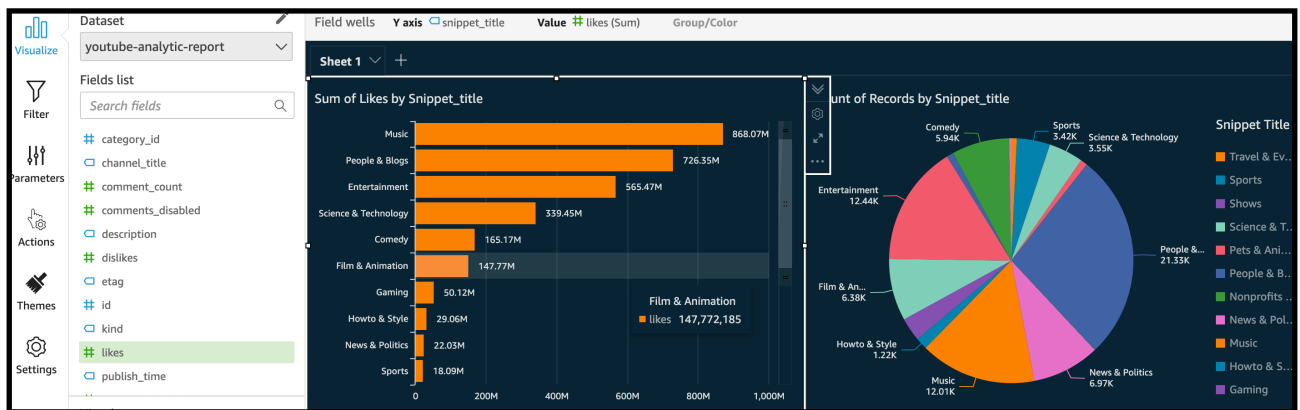 Visualize
Filter
Parameters
Actions
Themes
Settings
Dataset
youtube-analytic-report
Fields list
Search fields
# category_id
channel_title
# comment_count
# comments_disabled
description
# dislikes
etag
# id
kind
# likes
publish_time
Field wells Y axis snippet_title Value # likes (Sum) Group/Color
Sheet 1 +
Sum of Likes by Snippet_title
Music 868.07M
People & Blogs 726.35M
Entertainment 565.47M
Science & Technology 339.45M
Comedy 165.17M
Film & Animation 147.77M
Gaming 50.12M
Howto & Style 29.06M
News & Politics 22.03M
Sports 18.09M
0 200M 400M 600M 800M 1,000M
Film & Animation
likes 147,772,185
unt of Records by Snippet_title
Comedy
5.94K
Sports
3.42K
Science & Technology
3.55K
Entertainment
12.44K
People &...
21.33K
Film & An...
6.38K
Howto & Style
1.22K
Music
12.01K
News & Politics
6.97K
Snippet Title
Travel & Ev...
Sports
Shows
Science & T...
Pets & Ani...
People & B...
Nonprofits ...
News & Pol...
Music
Howto & S...
Gaming